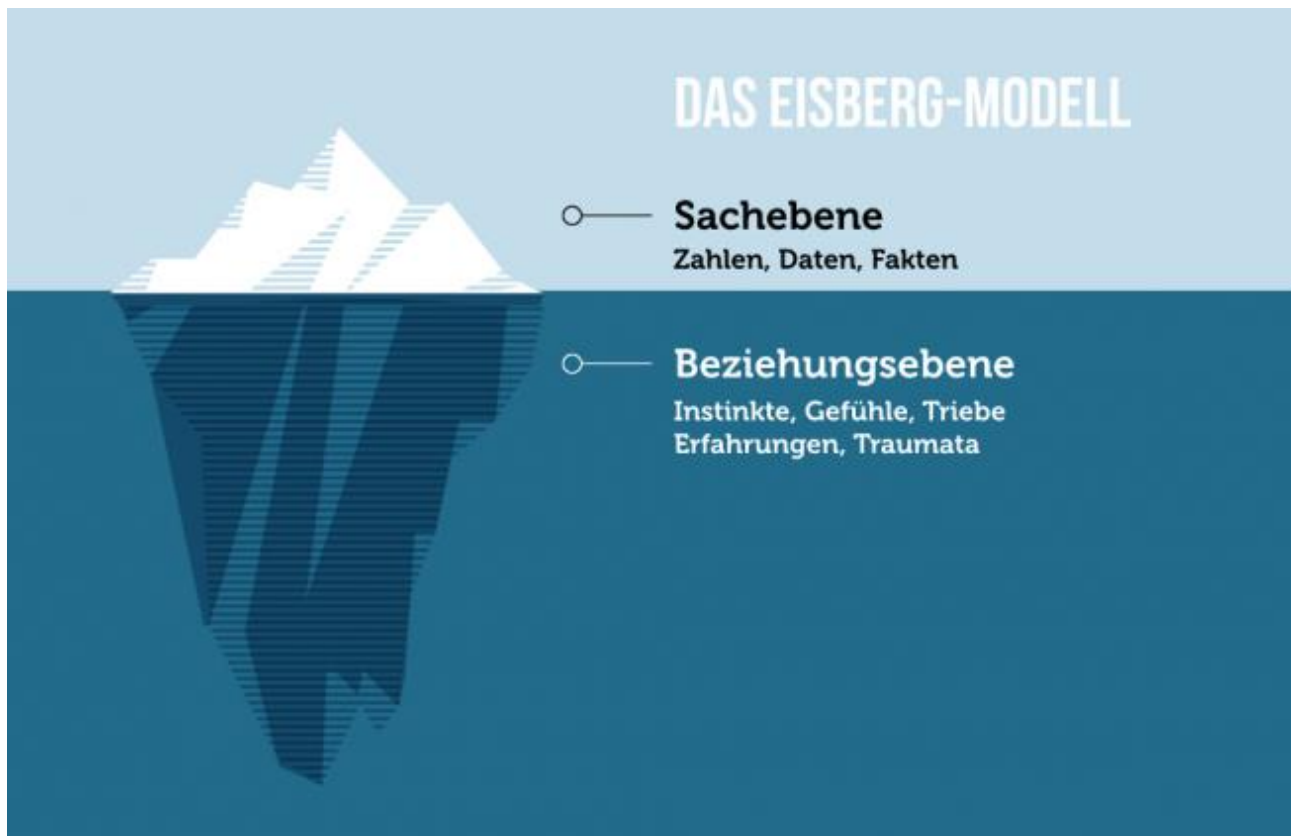 DAS EISBERG-MODELL
Sachebene
Zahlen, Daten, Fakten
Beziehungsebene
Instinkte, Gefühle, Triebe
Erfahrungen, Traumata